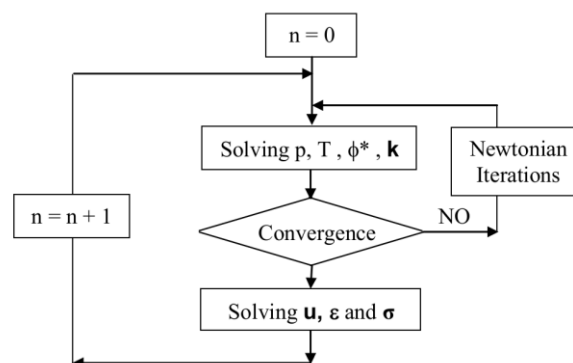 n = 0
Solving p, T , ϕ* , k
Newtonian
Iterations
n = n + 1
Convergence
NO
Solving u, ε and σ